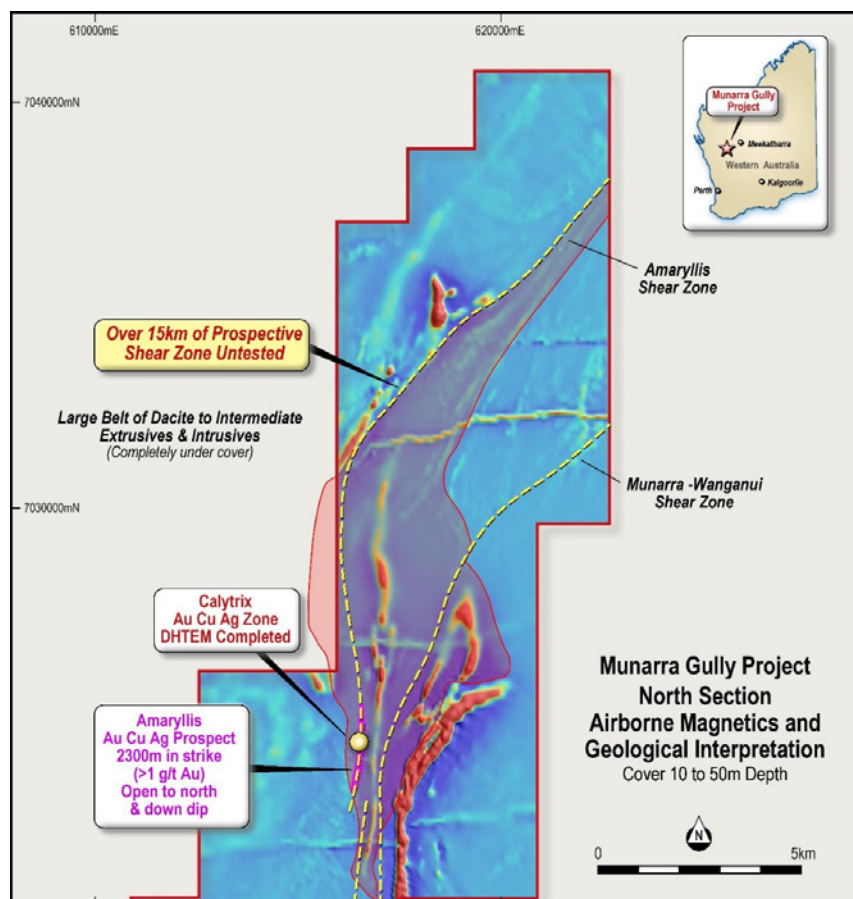 610000mE
620000mE
7040000mN
Munarra Gully
Project
Meekatharra
Western Australia
Perth
Kalgoorlie
Amaryllis
Shear Zone
Over 15km of Prospective
Shear Zone Untested
Large Belt of Dacite to Intermediate
Extrusives & Intrusives
(Completely under cover)
Munarra -Wanganui
Shear Zone
7030000mN
Calytrix
Au Cu Ag Zone
DHTEM Completed
Amaryllis
Au Cu Ag Prospect
2300m in strike
(>1 g/t Au)
Open to north
& down dip
Munarra Gully Project
North Section
Airborne Magnetics and
Geological Interpretation
Cover 10 to 50m Depth
N
0
5km